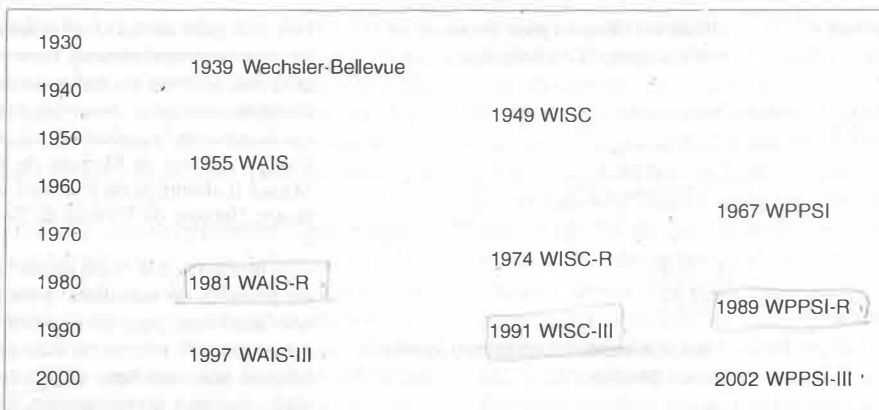 1930
1939 Wechsler-Bellevue
1940
1949 WISC
1950
1955 WAIS
1960
1967 WPPSI
1970
1974 WISC-R
1980
1981 WAIS-R
1989 WPPSI-R
1990
1991 WISC-III
1997 WAIS-III
2000
2002 WPPSI-III